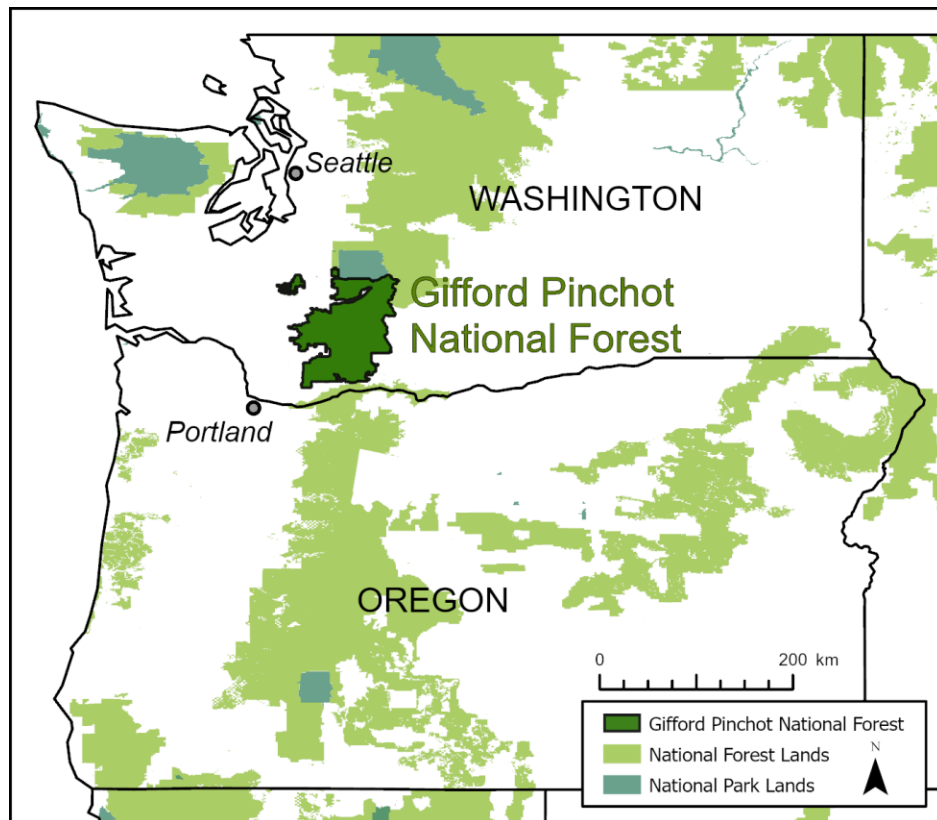 Seattle
WASHINGTON
Gifford Pinchot
National Forest
Portland
OREGON
0 200 km
Gifford Pinchot National Forest
National Forest Lands
National Park Lands
N